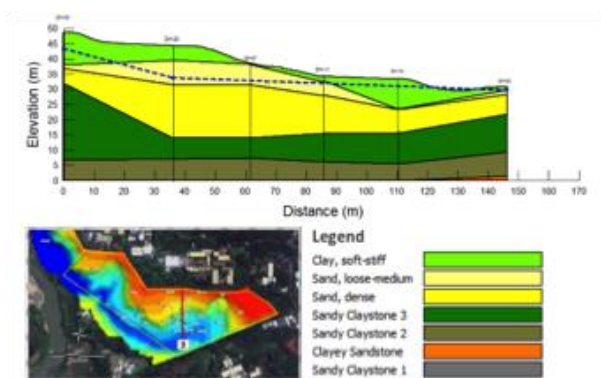 50
45
40
35
30
25
20
15
10
5
0
Elevation (m)
0 10 20 30 40 50 60 70 80 90 100 110 120 130 140 150 160 170
Distance (m)
Legend
Clay, soft-stiff
Sand, loose-medium
Sand, dense
Sandy Claystone 3
Sandy Claystone 2
Clayey Sandstone
Sandy Claystone 1